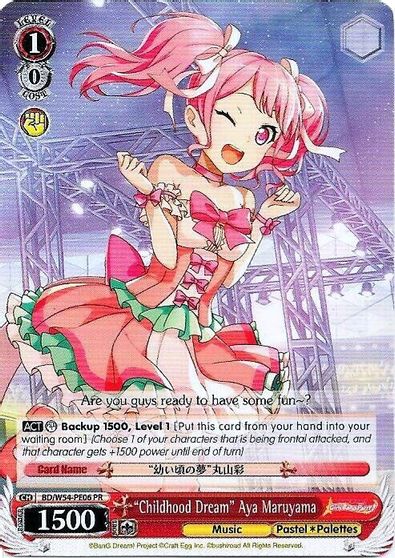 LEVEL
1
0
COST
Are you guys ready to have some fun~?
ACT Backup 1500, Level 1 [Put this card from your hand into your
waiting room] (Choose 1 of your characters that is being frontal attacked, and
that character gets +1500 power until end of turn)
Card Name "幼い頃の夢"丸山彩
CH BD/W54-PE06 PR
"Childhood Dream" Aya Maruyama
POWER 1500
Music Pastel*Palettes
©BanG Dream! Project ©Craft Egg Inc. ©bushiroad All Rights Reserved.